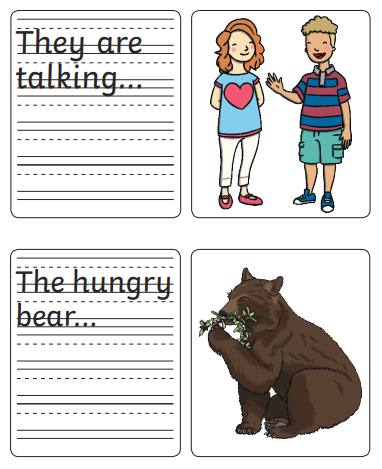 They are
talking...
The hungry
bear...